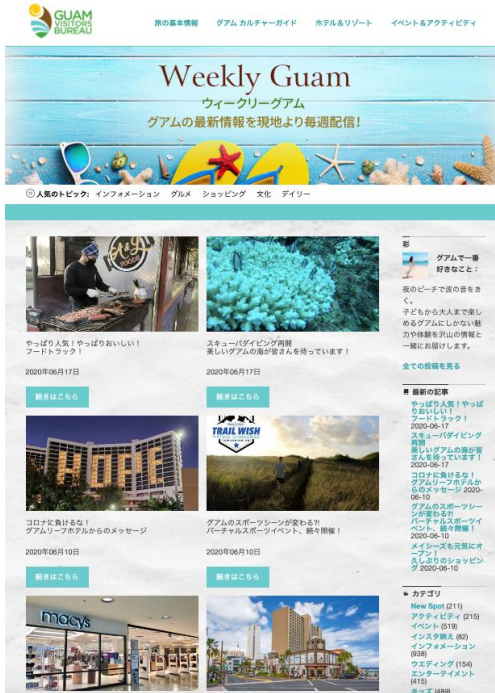 GUAM
VISITORS
BUREAU
旅の基本情報 グアム カルチャーガイド ホテル＆リゾート イベント＆アクティビティ
Weekly Guam
ウィークリーグアム
グアムの最新情報を現地より毎週配信！
人気のトピック: インフォメーション グルメ ショッピング 文化 デイリー
A&L
FOODS
やっぱり人気！やっぱりおいしい！
フードトラック！
2020年06月17日
続きはこちら
スキューバダイビング再開
美しいグアムの海が皆さんを待っています！
2020年06月17日
続きはこちら
コロナに負けるな！
グアムリーフホテルからのメッセージ
2020年06月10日
続きはこちら
TRAIL WISH
グアムのスポーツシーンが変わる?!
バーチャルスポーツイベント、続々開催！
2020年06月10日
続きはこちら
macys
彩
グアムで一番
好きなこと：
夜のビーチで波の音をき
く。
子どもから大人まで楽し
めるグアムにしかない魅
力や体験を沢山の情報と
一緒にお届けします。
全ての投稿を見る
最新の記事
やっぱり人気！やっぱ
りおいしい！
フードトラック！
2020-06-17
スキューバダイビング
再開
美しいグアムの海が皆
さんを待っています！
2020-06-17
コロナに負けるな！
グアムリーフホテルか
らのメッセージ 2020-
06-10
グアムのスポーツシー
ンが変わる?!
バーチャルスポーツイ
ベント、続々開催！
2020-06-10
メイシーズも元気にオ
ープン！
久しぶりのショッピン
グ 2020-06-10
カテゴリ
New Spot (211)
アクティビティ (215)
イベント (519)
インスタ映え (82)
インフォメーション
(938)
ウエディング (154)
エンターテイメント
(415)
キッズ (489)